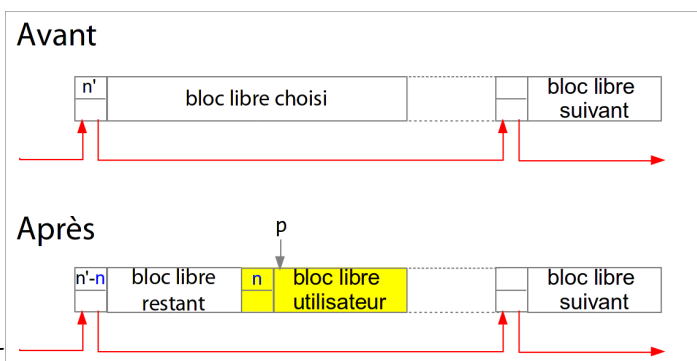 Avant
n'
bloc libre choisi
bloc libre
suivant
Après
p
n'-n
bloc libre
restant
n
bloc libre
utilisateur
bloc libre
suivant